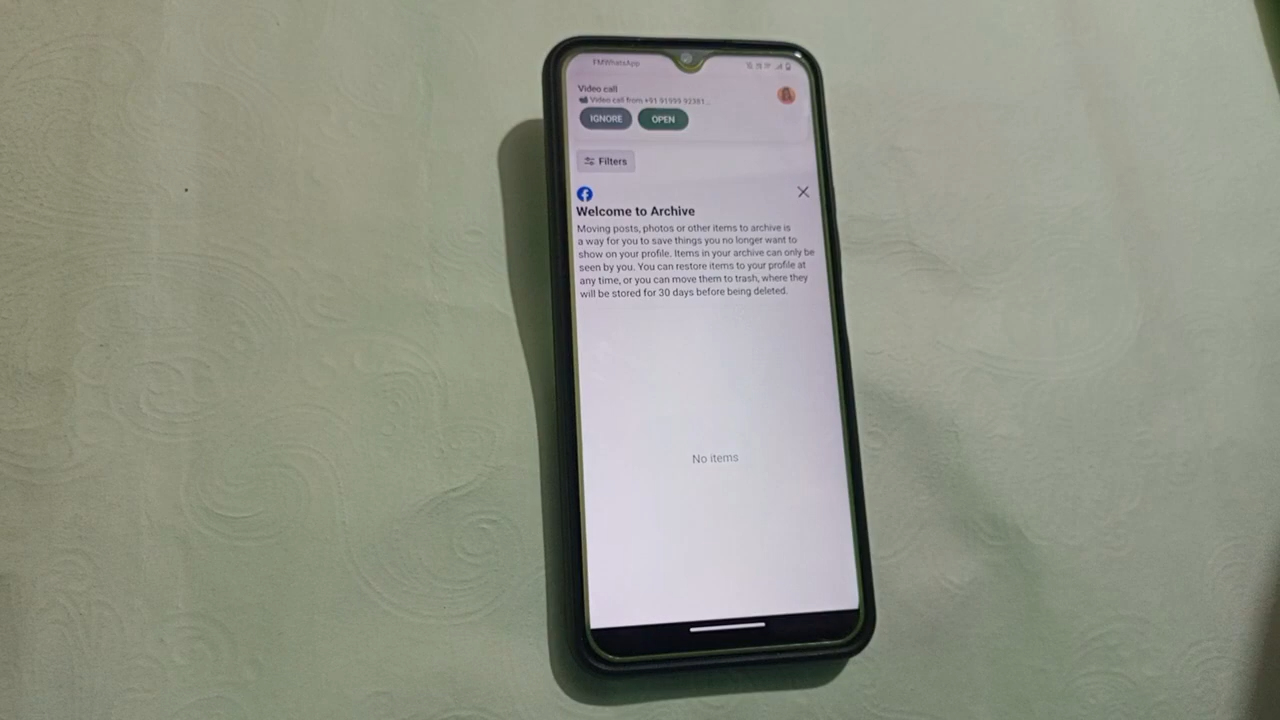 FMWhatsApp
Video call
Video call from +91 91999 92381...
IGNORE OPEN
Filters
Welcome to Archive
Moving posts, photos or other items to archive is
a way for you to save things you no longer want to
show on your profile. Items in your archive can only be
seen by you. You can restore items to your profile at
any time, or you can move them to trash, where they
will be stored for 30 days before being deleted.
No items